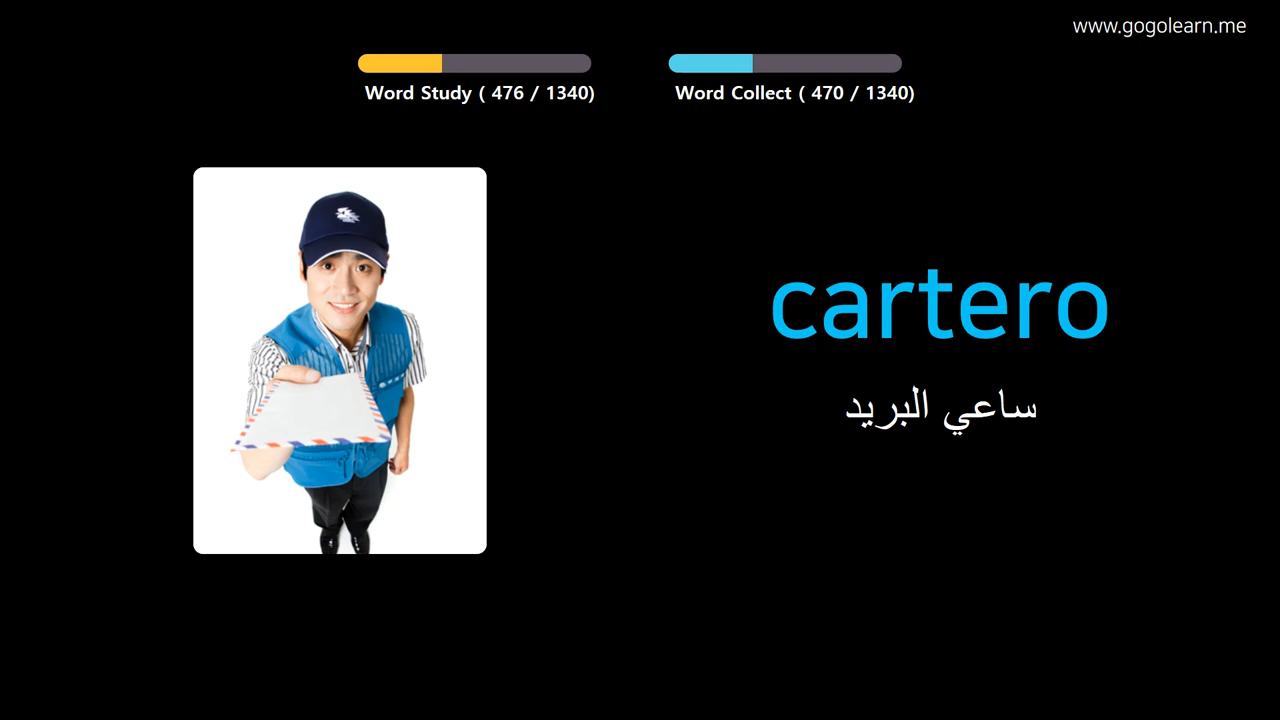 www.gogolearn.me
Word Study ( 476 / 1340)
Word Collect ( 470 / 1340)
cartero
ساعي البريد